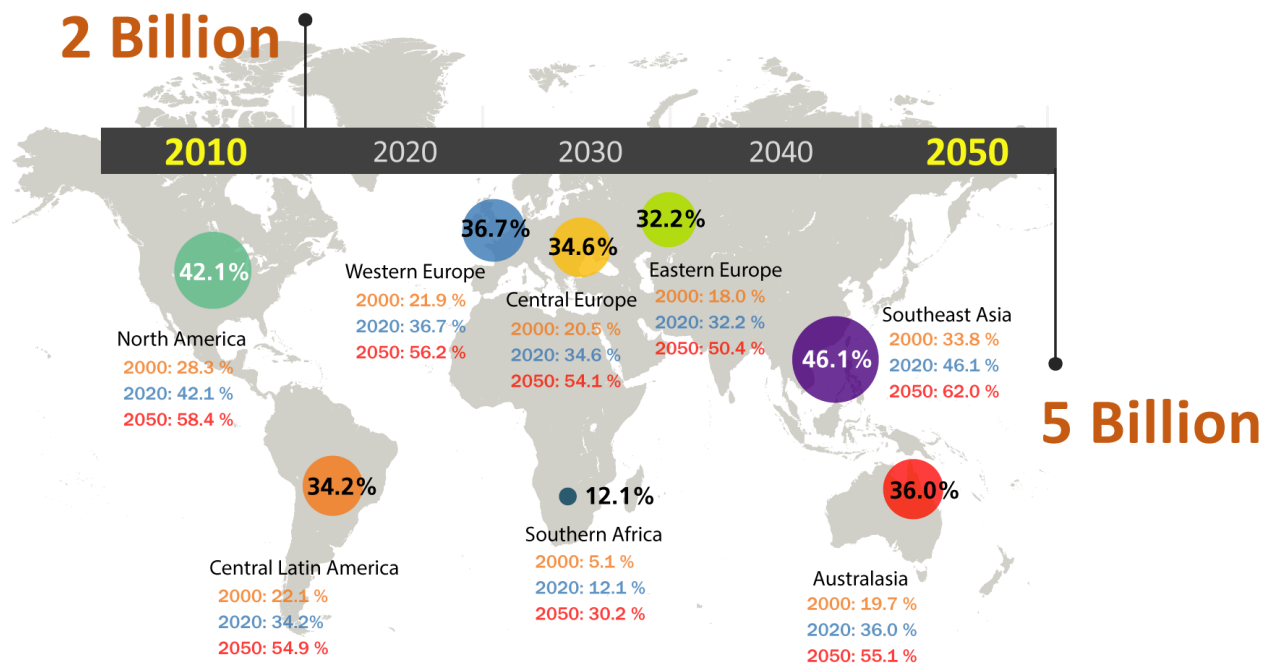 2 Billion
2010 2020 2030 2040 2050
5 Billion
42.1%
North America
2000: 28.3 %
2020: 42.1 %
2050: 58.4 %
36.7%
Western Europe
2000: 21.9 %
2020: 36.7 %
2050: 56.2 %
34.6%
Central Europe
2000: 20.5 %
2020: 34.6 %
2050: 54.1 %
32.2%
Eastern Europe
2000: 18.0 %
2020: 32.2 %
2050: 50.4 %
46.1%
Southeast Asia
2000: 33.8 %
2020: 46.1 %
2050: 62.0 %
34.2%
Central Latin America
2000: 22.1 %
2020: 34.2%
2050: 54.9 %
12.1%
Southern Africa
2000: 5.1 %
2020: 12.1 %
2050: 30.2 %
36.0%
Australasia
2000: 19.7 %
2020: 36.0 %
2050: 55.1 %